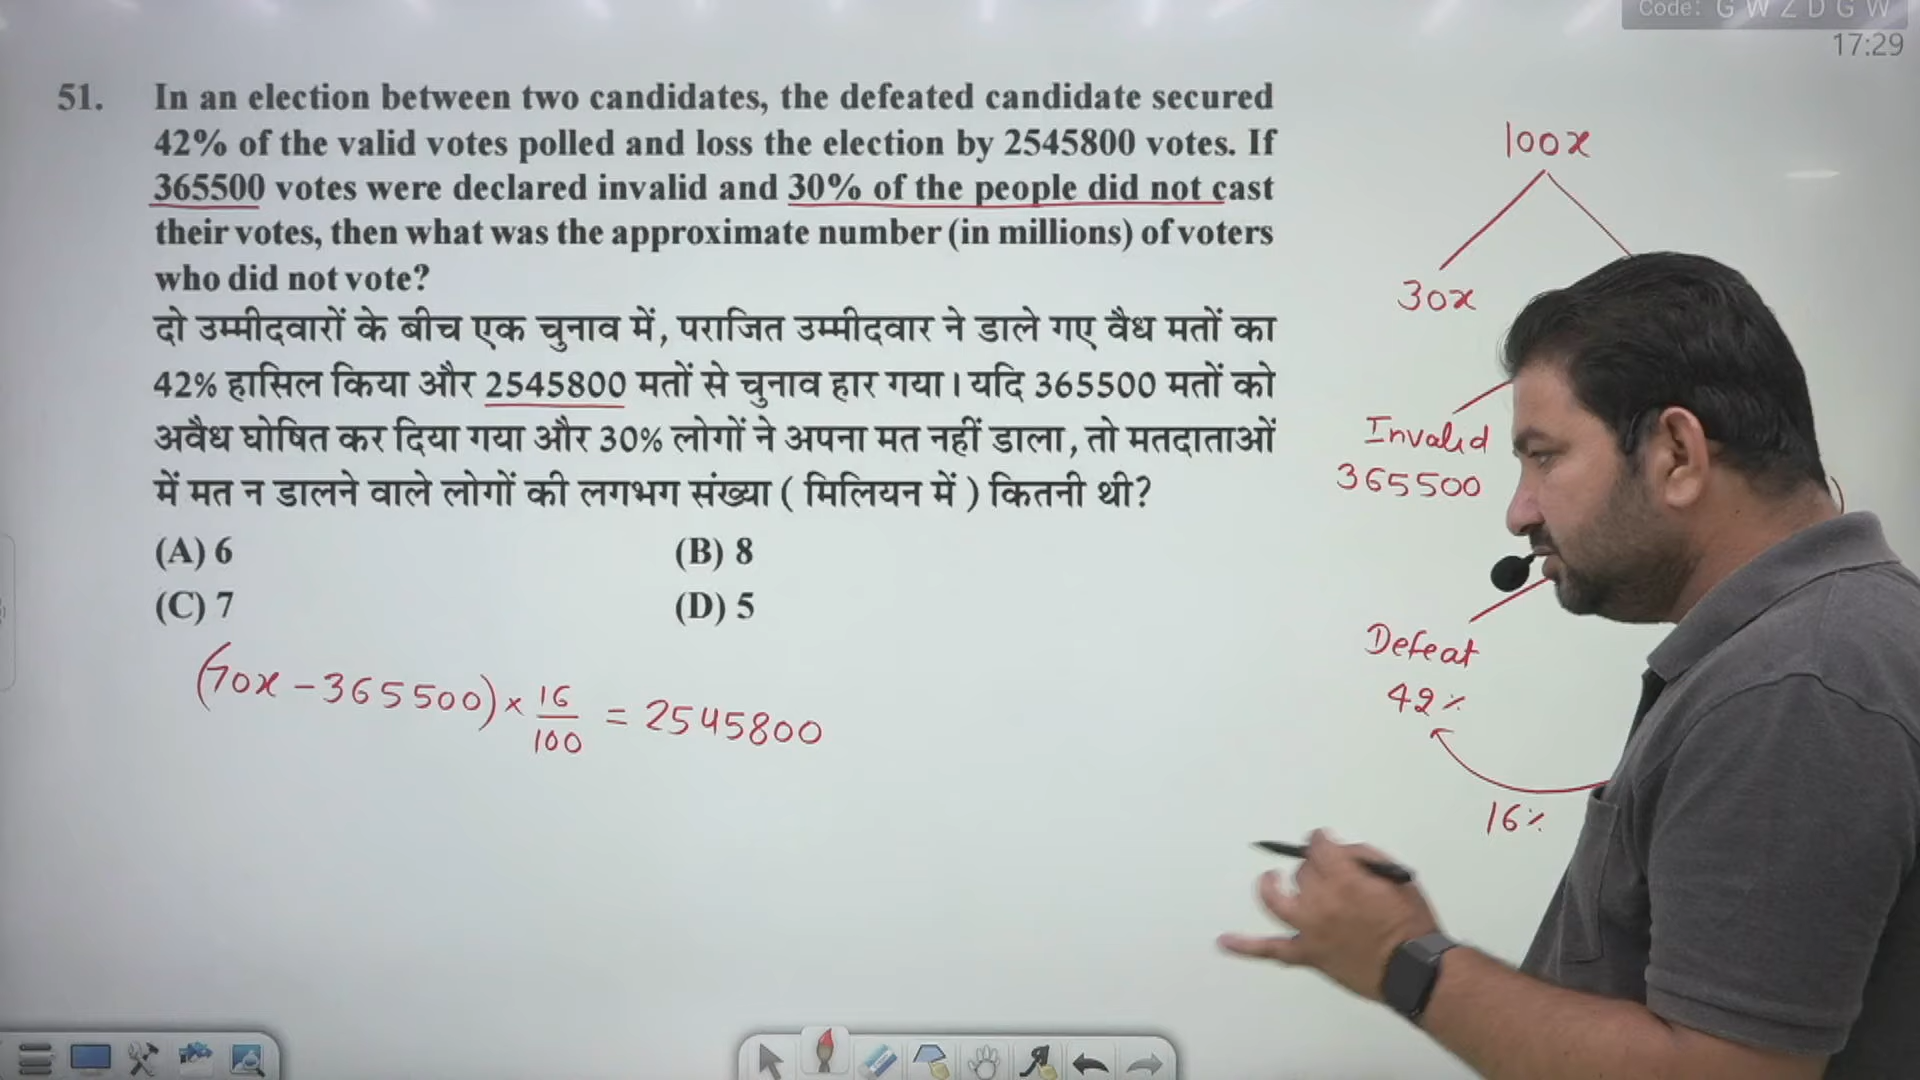 Code: G W Z D G W
17:29
51. In an election between two candidates, the defeated candidate secured
42% of the valid votes polled and loss the election by 2545800 votes. If
365500 votes were declared invalid and 30% of the people did not cast
their votes, then what was the approximate number (in millions) of voters
who did not vote?
दो उम्मीदवारों के बीच एक चुनाव में, पराजित उम्मीदवार ने डाले गए वैध मतों का
42% हासिल किया और 2545800 मतों से चुनाव हार गया। यदि 365500 मतों को
अवैध घोषित कर दिया गया और 30% लोगों ने अपना मत नहीं डाला, तो मतदाताओं
में मत न डालने वाले लोगों की लगभग संख्या ( मिलियन में ) कितनी थी?
(A) 6 (B) 8
(C) 7 (D) 5
(70x - 365500) × 16/100 = 2545800
100x
30x
Invalid
365500
Defeat
42%
16%